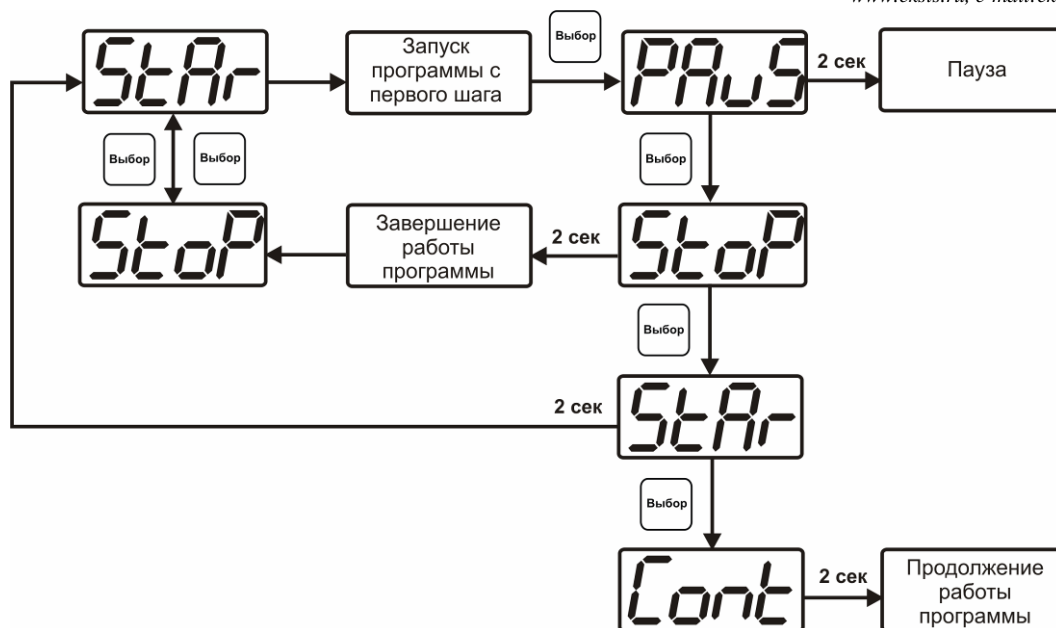 StAr
Запуск
программы с
первого шага
Выбор
PAuS
2 сек
Пауза
Выбор
Выбор
Выбор
StoP
Завершение
работы
программы
2 сек
StoP
Выбор
2 сек
StAr
Выбор
Cont
2 сек
Продолжение
работы
программы